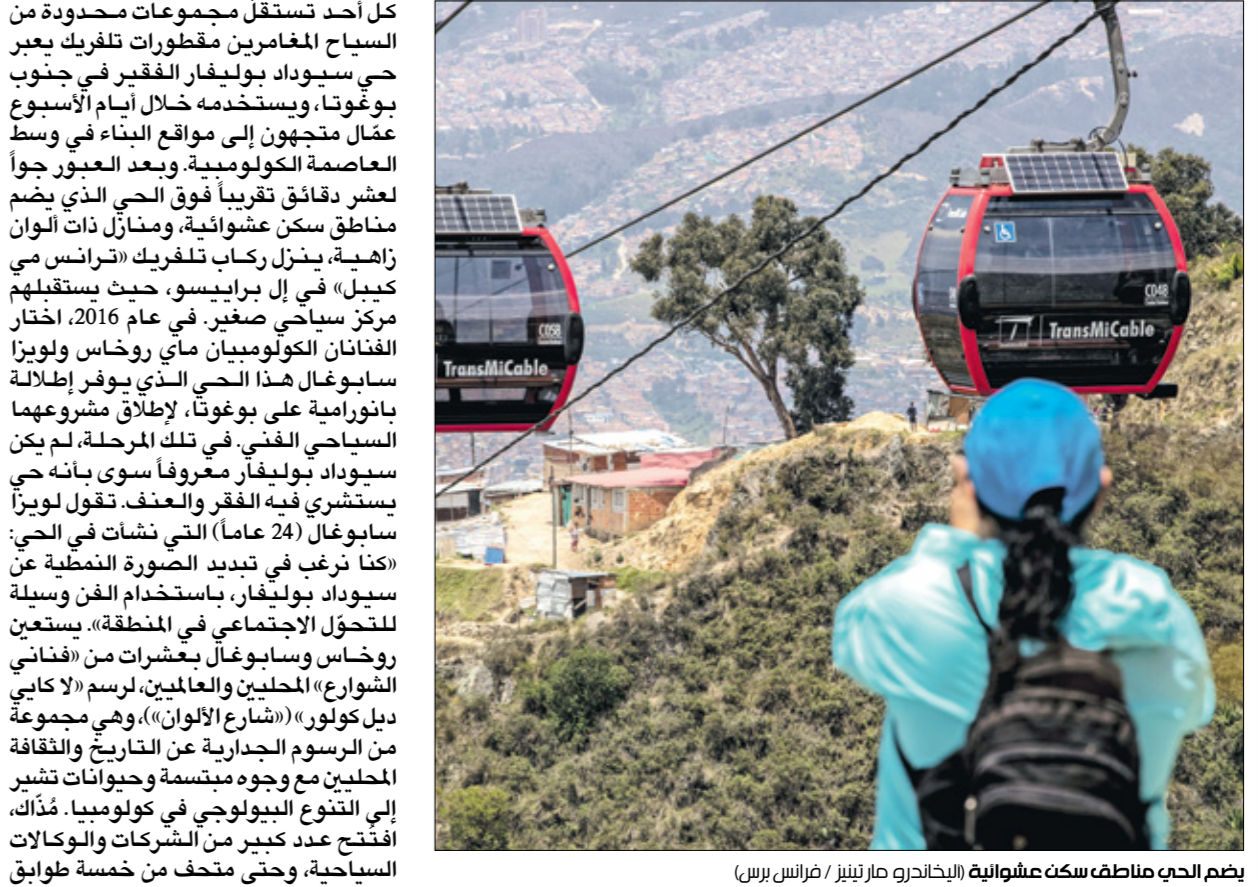 كل أحد تستقلّ مجموعات محدودة من
السياح المغامرين مقطورات تلفريك يعبر
حي سيوداد بوليفار الفقير في جنوب
بوغوتا، ويستخدمه خلال أيام الأسبوع
عمّال متجهون إلى مواقع البناء في وسط
العاصمة الكولومبية. وبعد العبور جواً
لعشر دقائق تقريباً فوق الحي الذي يضم
مناطق سكن عشوائية، ومنازل ذات ألوان
زاهية، ينزل ركاب تلفريك «ترانس مي
كيبل» في إل براييسو، حيث يستقبلهم
مركز سياحي صغير. في عام 2016، اختار
الفنانان الكولومبيان ماي روخاس ولويزا
سابوغال هذا الحي الذي يوفر إطلالة
بانورامية على بوغوتا، لإطلاق مشروعهما
السياحي الفني. في تلك المرحلة، لم يكن
سيوداد بوليفار معروفاً سوى بأنه حي
يستشري فيه الفقر والعنف. تقول لويزا
سابوغال (24 عاماً) التي نشأت في الحي:
«كنا نرغب في تبديد الصورة النمطية عن
سيوداد بوليفار، باستخدام الفن وسيلة
للتحوّل الاجتماعي في المنطقة». يستعين
روخاس وسابوغال بعشرات من «فناني
الشوارع» المحليين والعالميين، لرسم «لا كايي
ديل كولور» («شارع الألوان»)، وهي مجموعة
من الرسوم الجدارية عن التاريخ والثقافة
المحليين مع وجوه مبتسمة وحيوانات تشير
إلى التنوع البيولوجي في كولومبيا. مُذّاك،
افتُتح عدد كبير من الشركات والوكالات
السياحية، وحتى متحف من خمسة طوابق
C048
TransMiCable
C058
TransMiCable
يضم الحي مناطق سكن عشوائية (أليخاندرو مارتينيز / فرانس برس)